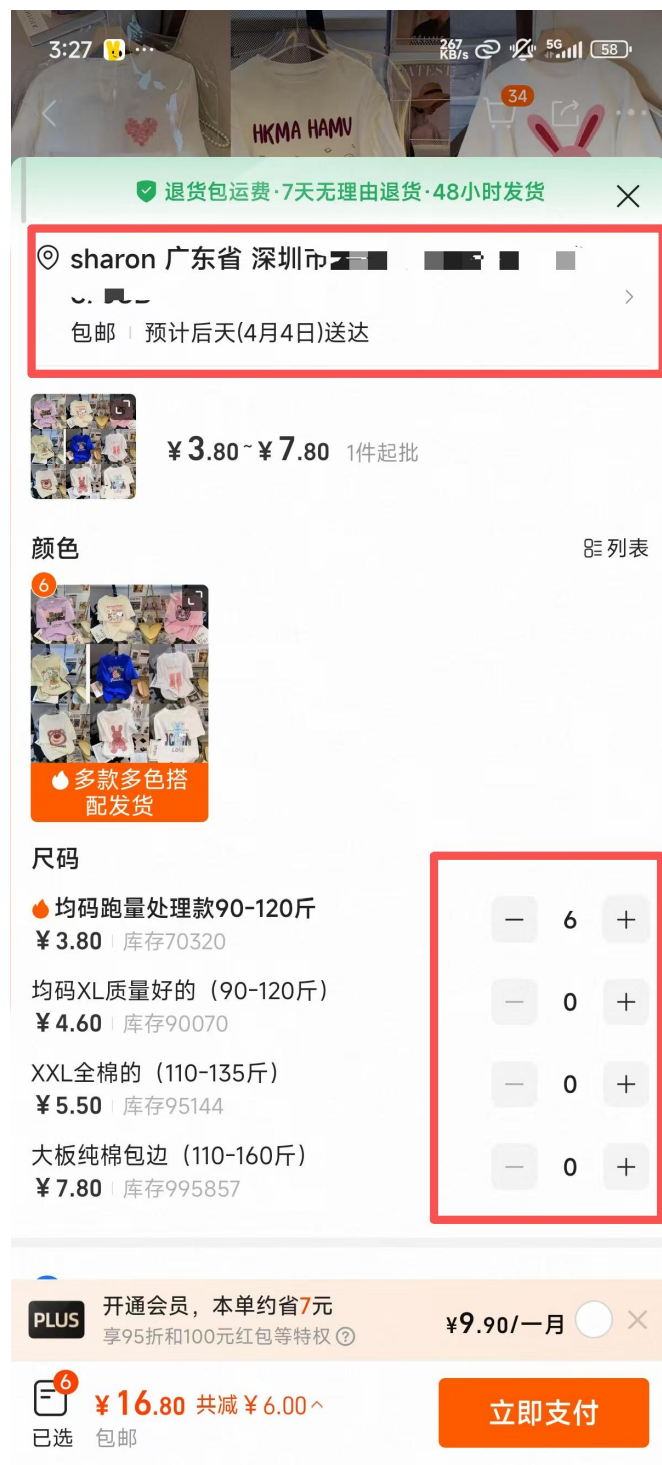 3:27 ... 267 KB/s 5G 58
34
HKMA HAMU
退货包运费·7天无理由退货·48小时发货
sharon 广东省 深圳市
包邮 预计后天(4月4日)送达
¥3.80~¥7.80 1件起批
颜色 列表
6
多款多色搭
配发货
尺码
均码跑量处理款90-120斤
¥3.80 库存70320
- 6 +
均码XL质量好的（90-120斤）
¥4.60 库存90070
- 0 +
XXL全棉的（110-135斤）
¥5.50 库存95144
- 0 +
大板纯棉包边（110-160斤）
¥7.80 库存995857
- 0 +
PLUS 开通会员，本单约省7元
享95折和100元红包等特权?
¥9.90/一月
6
已选
¥16.80 共减¥6.00
包邮
立即支付